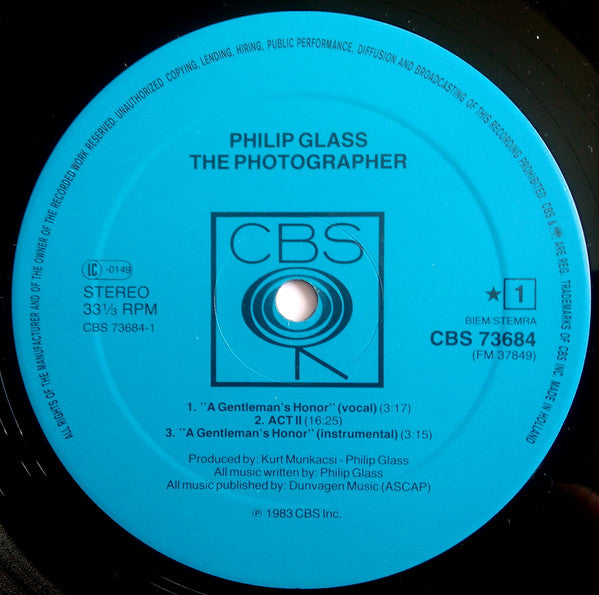 ALL RIGHTS OF THE MANUFACTURER AND OF THE OWNER OF THE RECORDED WORK RESERVED. UNAUTHORIZED COPYING, LENDING, HIRING, PUBLIC PERFORMANCE, DIFFUSION AND BROADCASTING OF THIS RECORDING PROHIBITED. CBS & ARE REG. TRADEMARKS OF CBS INC. MADE IN HOLLAND
PHILIP GLASS
THE PHOTOGRAPHER
CBS
IC -0149
STEREO
33⅓ RPM
CBS 73684-1
★ 1
BIEM/STEMRA
CBS 73684
(FM 37849)
1. "A Gentleman's Honor" (vocal) (3:17)
2. ACT II (16:25)
3. "A Gentleman's Honor" (instrumental) (3:15)
Produced by: Kurt Munkacsi - Philip Glass
All music written by: Philip Glass
All music published by: Dunvagen Music (ASCAP)
℗ 1983 CBS Inc.